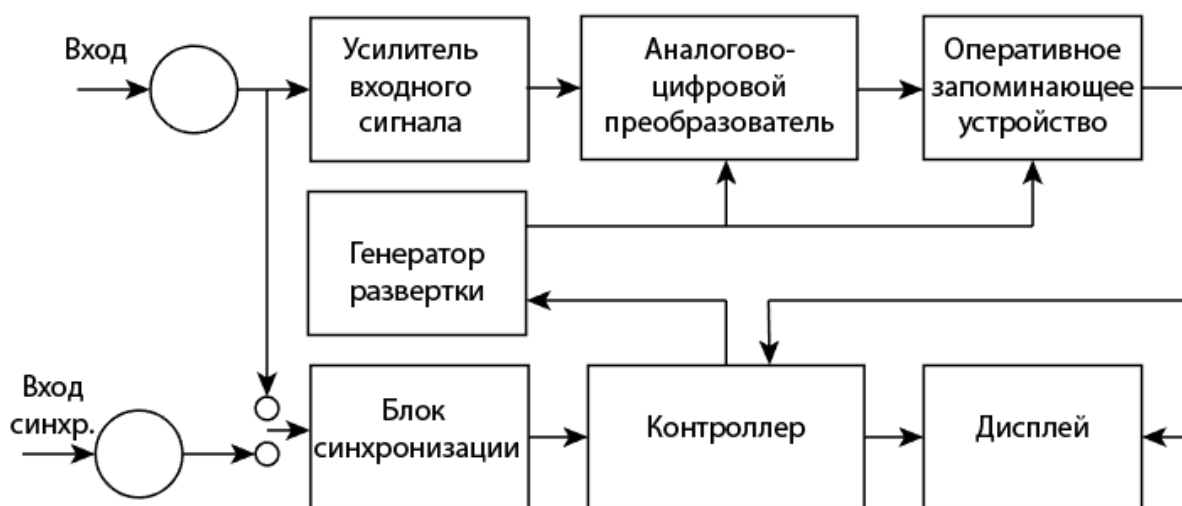 Вход
Усилитель
входного
сигнала
Аналогово-
цифровой
преобразователь
Оперативное
запоминающее
устройство
Генератор
развертки
Вход
синхр.
Блок
синхронизации
Контроллер
Дисплей